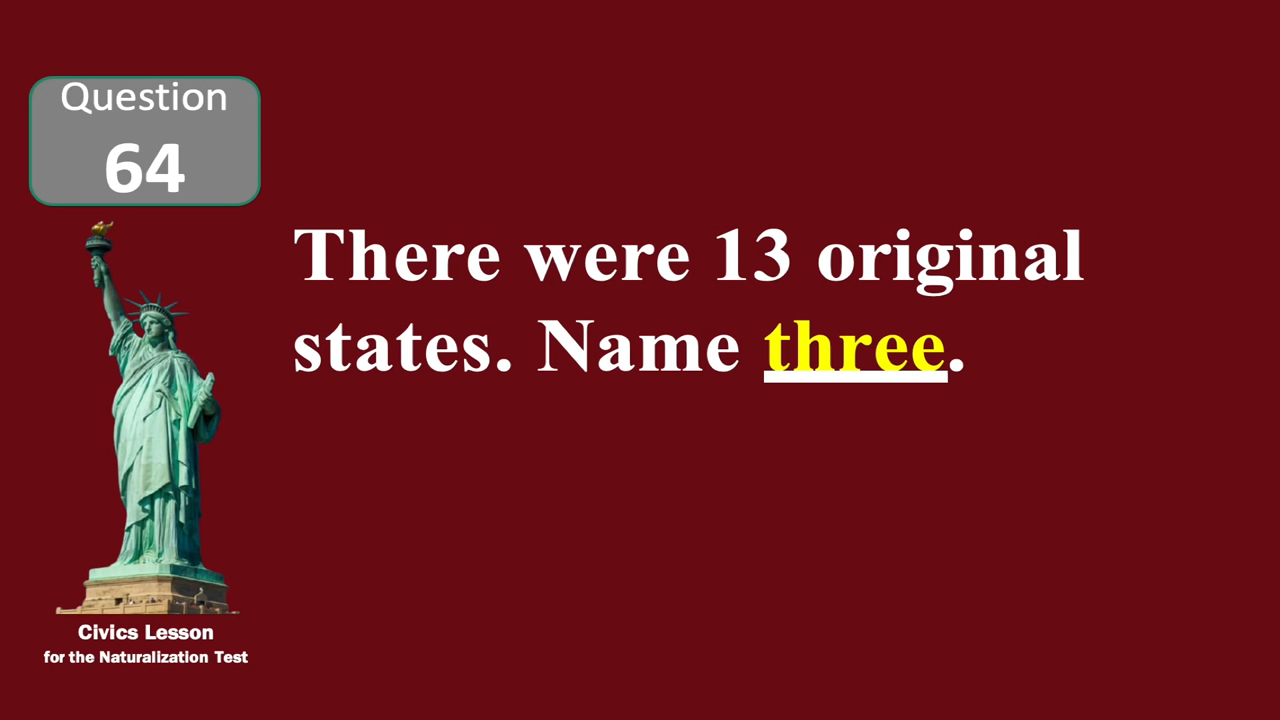 Question
64
There were 13 original
states. Name three.
Civics Lesson
for the Naturalization Test